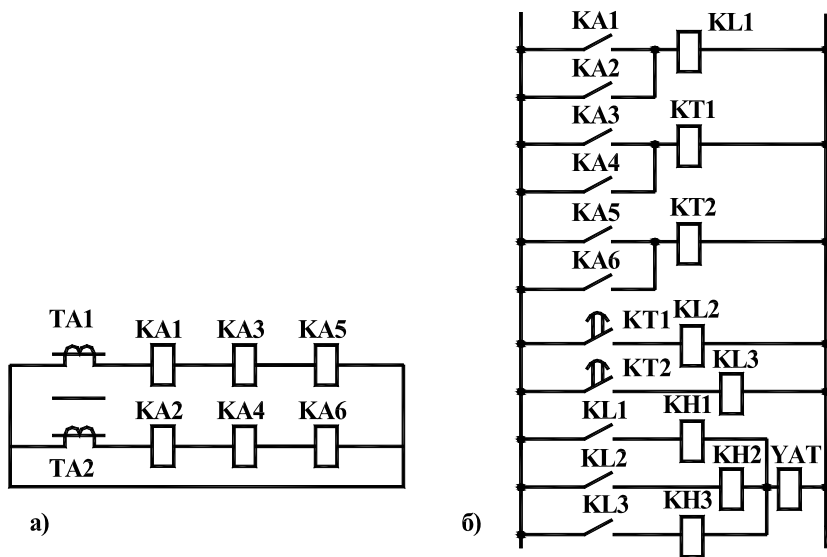 TA1
KA1 KA3 KA5
KA2 KA4 KA6
TA2
а)
KA1 KL1
KA2
KA3 KT1
KA4
KA5 KT2
KA6
KT1 KL2
KT2 KL3
KL1 KH1
KL2 KH2 YAT
KL3 KH3
б)